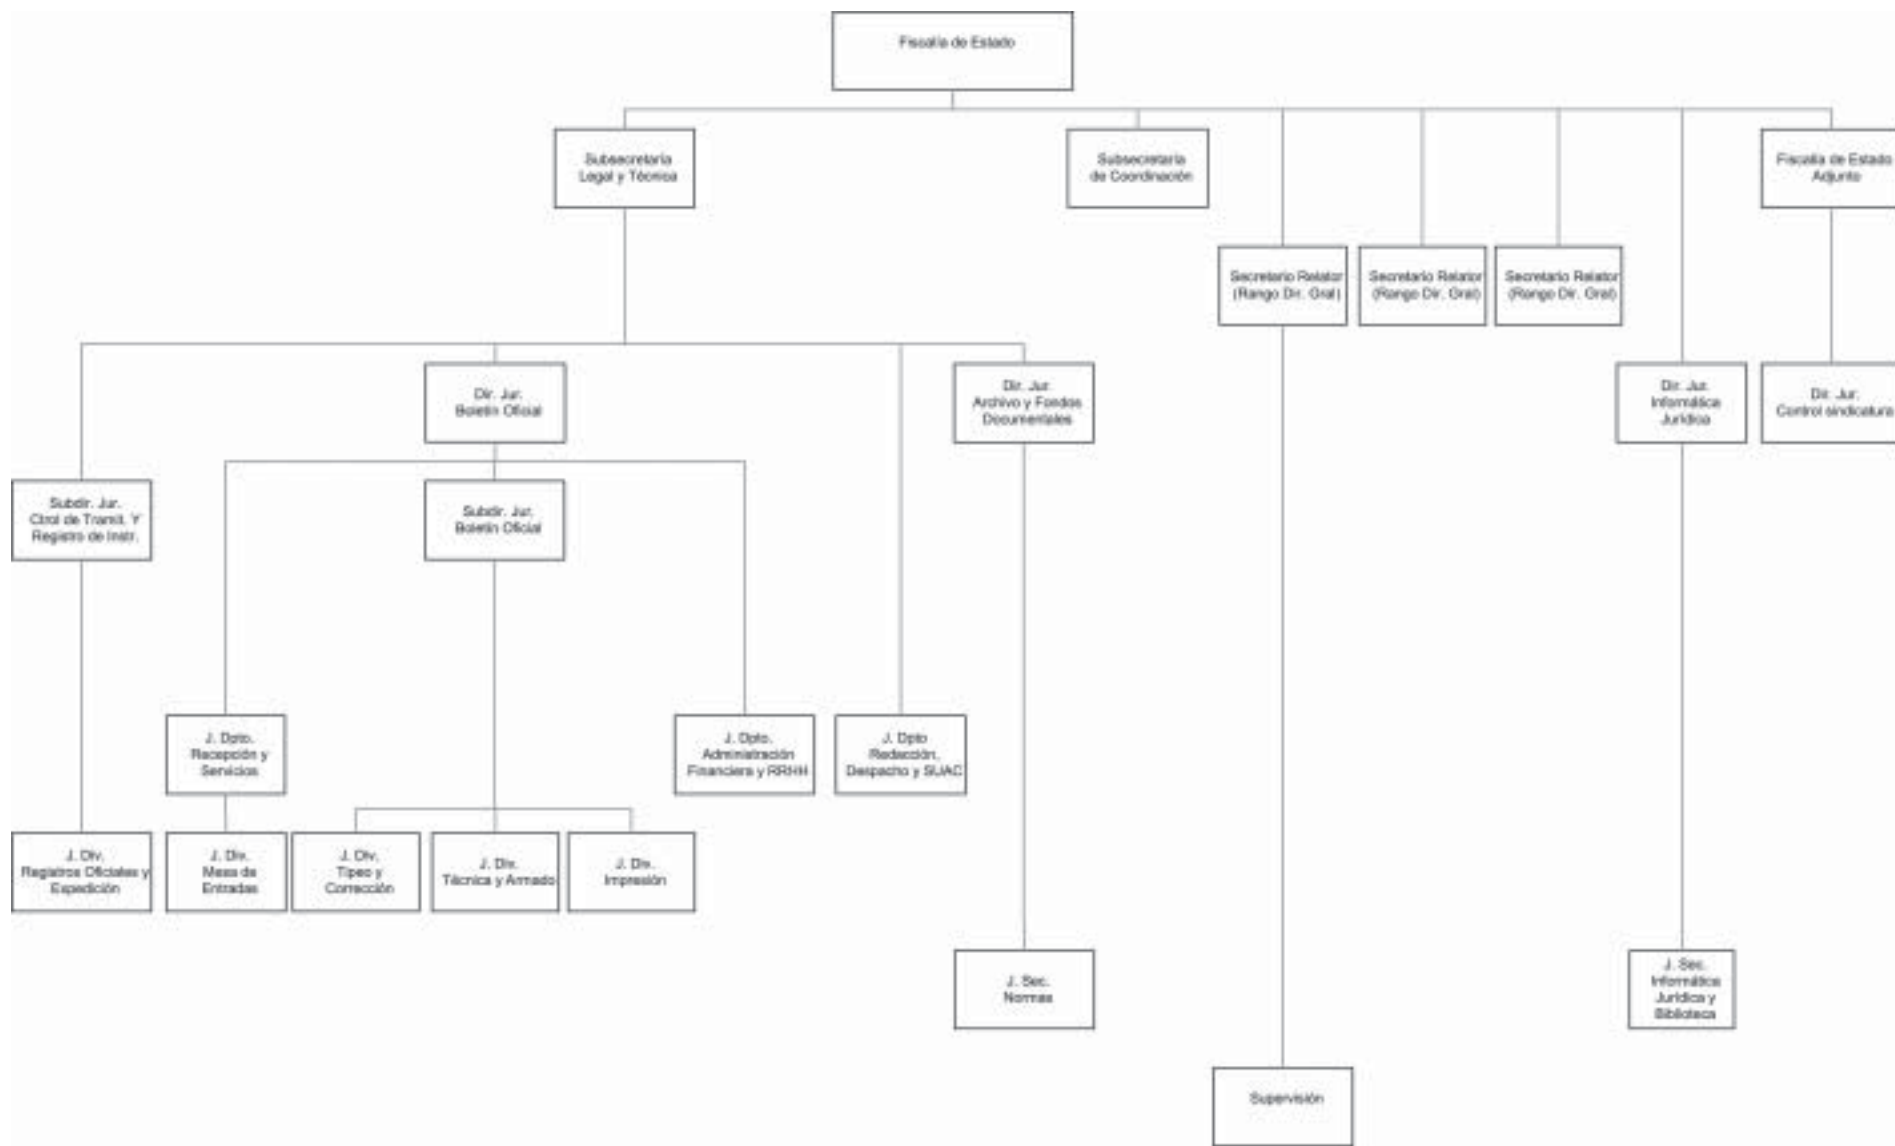 Fiscalía de Estado
Subsecretaría
Legal y Técnica
Subsecretaría
de Coordinación
Fiscalía de Estado
Adjunto
Secretario Relator
(Rango Dir. Gral)
Secretario Relator
(Rango Dir. Gral)
Secretario Relator
(Rango Dir. Gral)
Dir. Jur.
Boletín Oficial
Dir. Jur.
Archivo y Fondos
Documentales
Dir. Jur.
Informática
Jurídica
Dir. Jur.
Control sindicatura
Subdir. Jur.
Ctrol de Tramit. Y
Registro de Instr.
Subdir. Jur.
Boletín Oficial
J. Dpto.
Recepción y
Servicios
J. Dpto.
Administración
Financiera y RRHH
J. Dpto
Redacción,
Despacho y SUAC
J. Div.
Registros Oficiales y
Expedición
J. Div.
Mesa de
Entradas
J. Div.
Tipeo y
Corrección
J. Div.
Técnica y Armado
J. Div.
Impresión
J. Sec.
Normas
J. Sec.
Informática
Jurídica y
Biblioteca
Supervisión